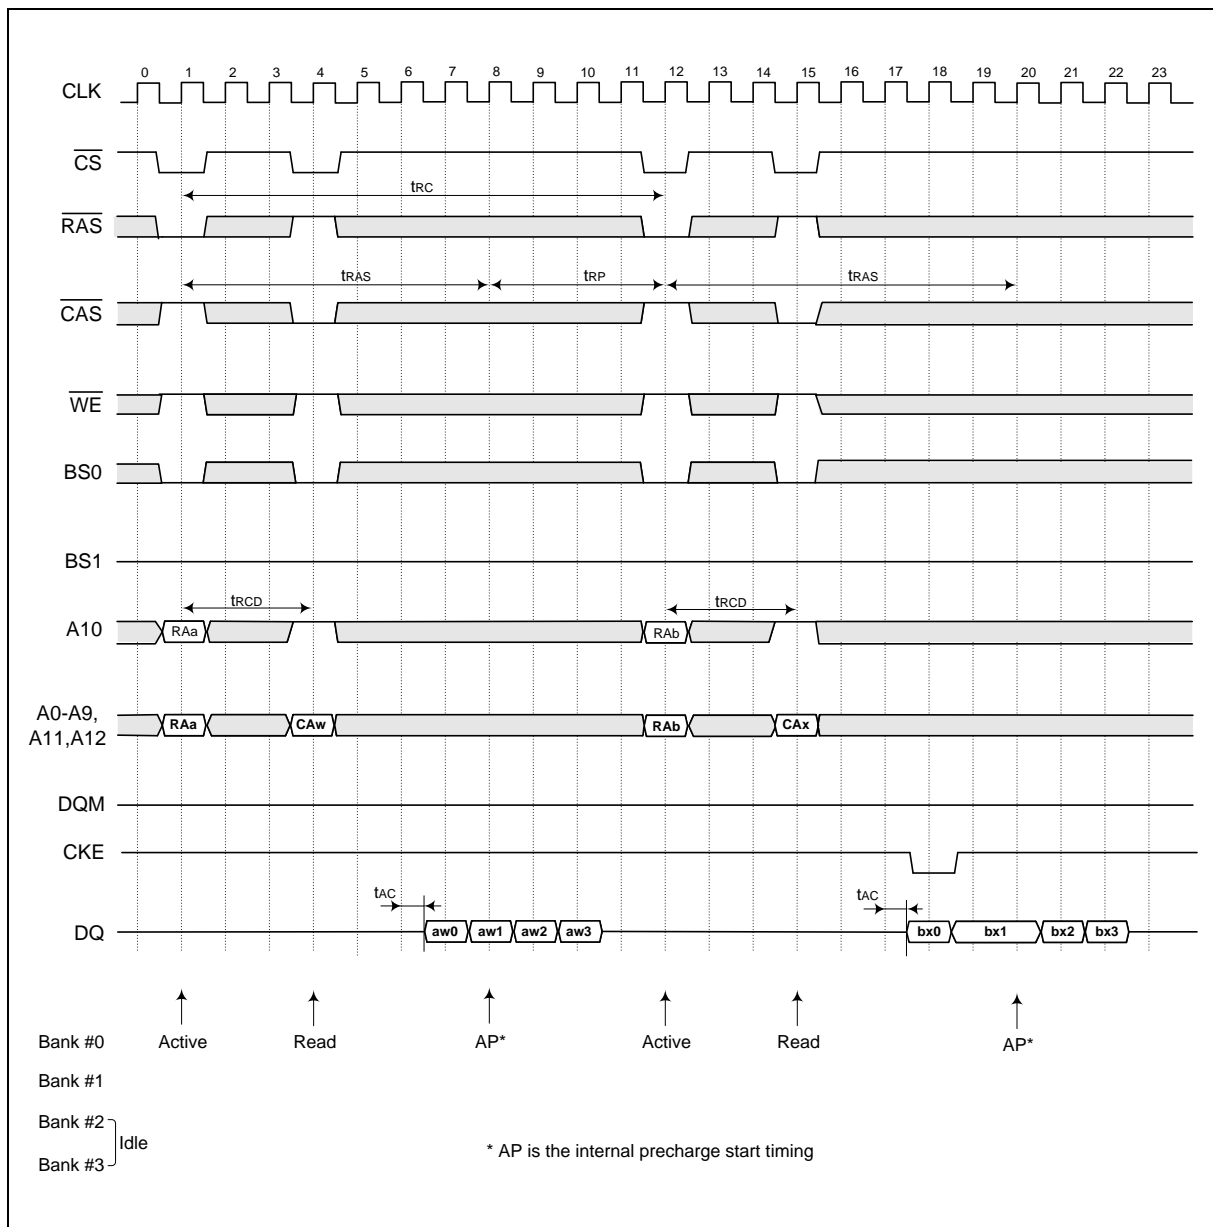 0 1 2 3 4 5 6 7 8 9 10 11 12 13 14 15 16 17 18 19 20 21 22 23
CLK
CS
tRC
RAS
tRAS tRP tRAS
CAS
WE
BS0
BS1
tRCD tRCD
A10 RAa RAb
A0-A9,
A11,A12
RAa CAw RAb CAx
DQM
CKE
tAC tAC
DQ aw0 aw1 aw2 aw3 bx0 bx1 bx2 bx3
Bank #0 Active Read AP* Active Read AP*
Bank #1
Bank #2
Idle
Bank #3
* AP is the internal precharge start timing